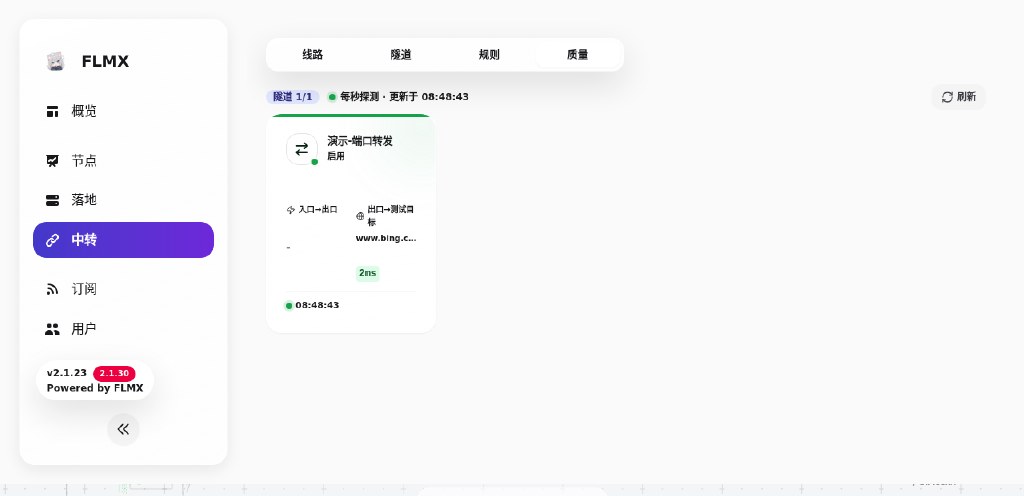 FLMX
概览
节点
落地
中转
订阅
用户
v2.1.23 2.1.30
Powered by FLMX
线路 隧道 规则 质量
隧道 1/1 每秒探测 · 更新于 08:48:43 刷新
演示-端口转发
启用
入口→出口 出口→测试目
标
- www.bing.c...
2ms
08:48:43